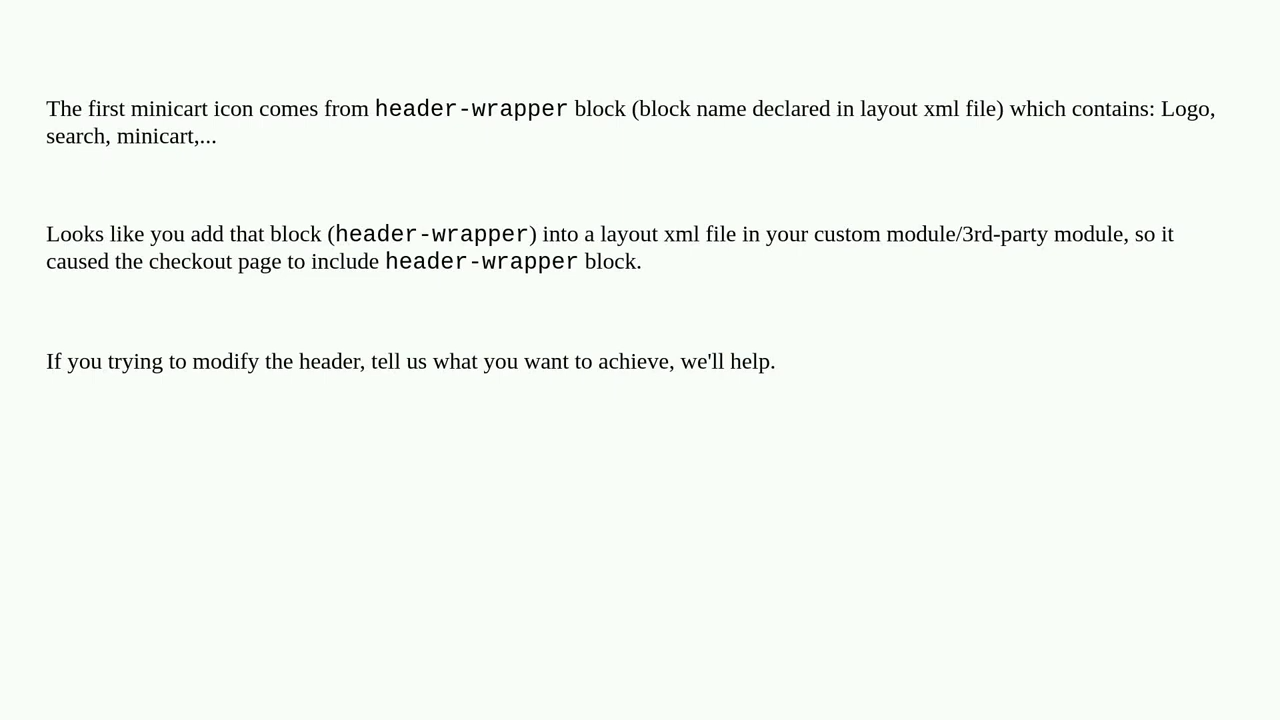 The first minicart icon comes from header-wrapper block (block name declared in layout xml file) which contains: Logo,
search, minicart,...
Looks like you add that block (header-wrapper) into a layout xml file in your custom module/3rd-party module, so it
caused the checkout page to include header-wrapper block.
If you trying to modify the header, tell us what you want to achieve, we'll help.